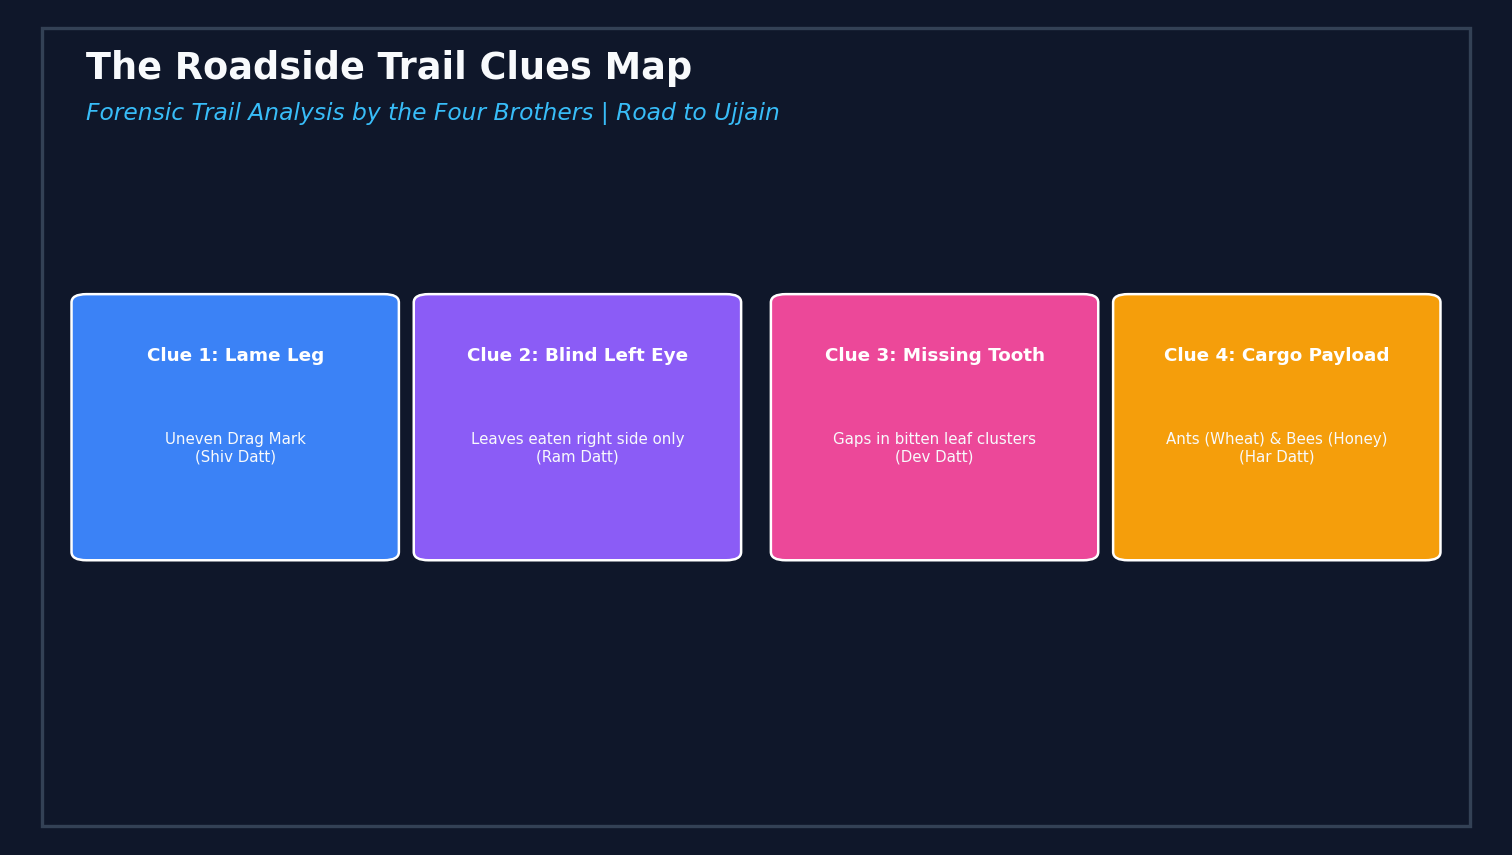 The Roadside Trail Clues Map
Forensic Trail Analysis by the Four Brothers | Road to Ujjain
Clue 1: Lame Leg
Uneven Drag Mark
(Shiv Datt)
Clue 2: Blind Left Eye
Leaves eaten right side only
(Ram Datt)
Clue 3: Missing Tooth
Gaps in bitten leaf clusters
(Dev Datt)
Clue 4: Cargo Payload
Ants (Wheat) & Bees (Honey)
(Har Datt)